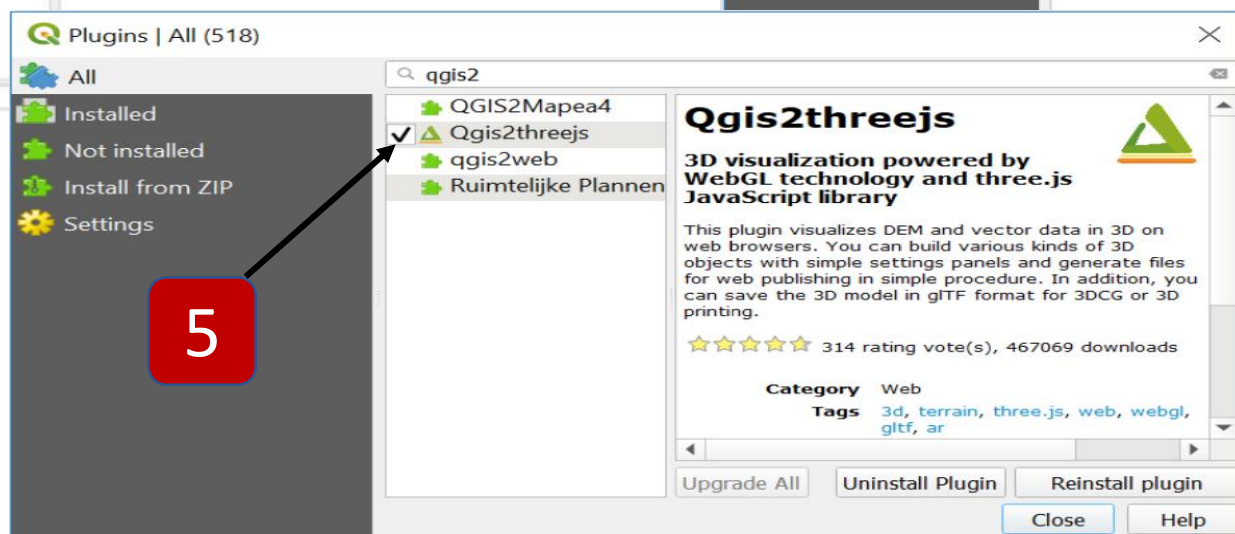 Plugins | All (518)
All
Installed
Not installed
Install from ZIP
Settings
5
qgis2
QGIS2Mapea4
Qgis2threejs
qgis2web
Ruimtelijke Plannen
Qgis2threejs
3D visualization powered by
WebGL technology and three.js
JavaScript library
This plugin visualizes DEM and vector data in 3D on
web browsers. You can build various kinds of 3D
objects with simple settings panels and generate files
for web publishing in simple procedure. In addition, you
can save the 3D model in glTF format for 3DCG or 3D
printing.
314 rating vote(s), 467069 downloads
Category Web
Tags 3d, terrain, three.js, web, webgl,
gltf, ar
Upgrade All Uninstall Plugin Reinstall plugin
Close Help